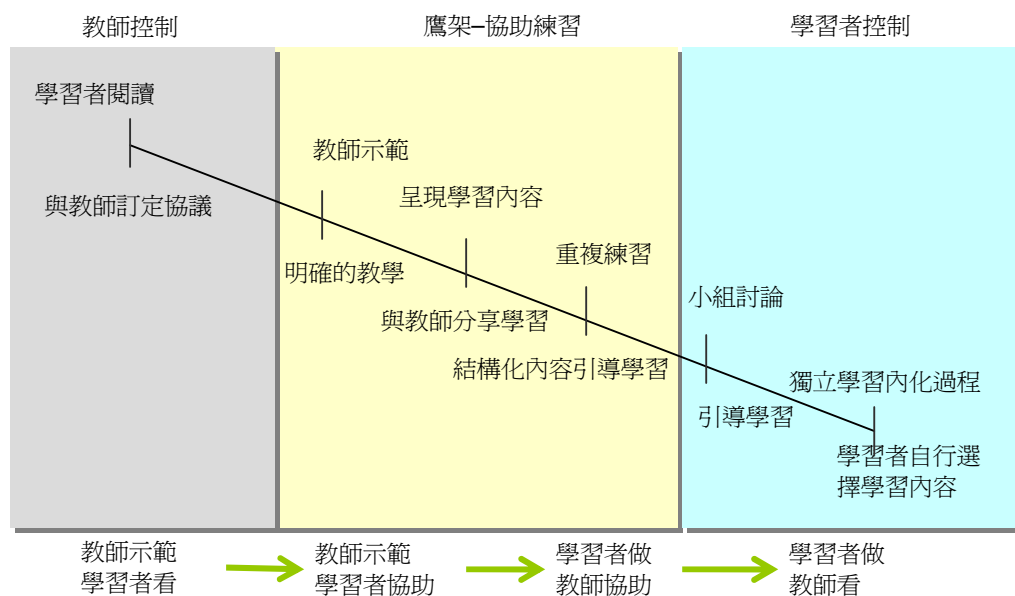 教師控制
鷹架–協助練習
學習者控制
學習者閱讀
與教師訂定協議
教師示範
明確的教學
呈現學習內容
與教師分享學習
重複練習
結構化內容引導學習
小組討論
引導學習
獨立學習內化過程
學習者自行選
擇學習內容
教師示範
學習者看
教師示範
學習者協助
學習者做
教師協助
學習者做
教師看